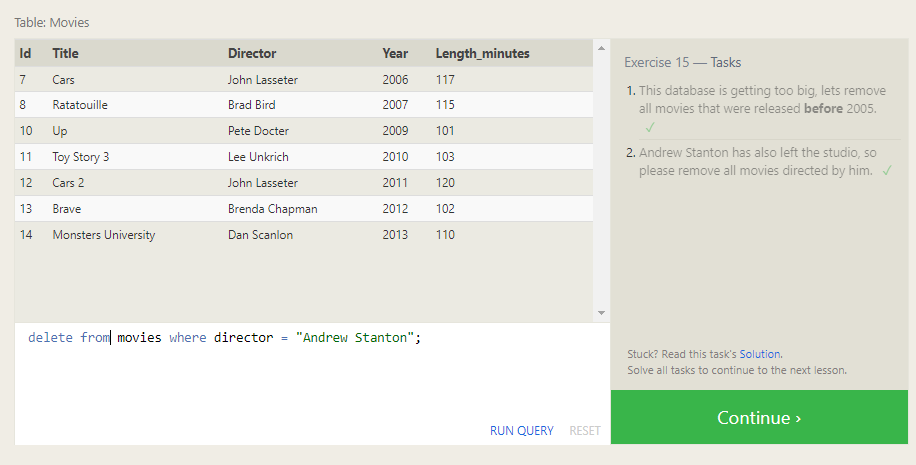 Table: Movies
Id Title Director Year Length_minutes
7 Cars John Lasseter 2006 117
8 Ratatouille Brad Bird 2007 115
10 Up Pete Docter 2009 101
11 Toy Story 3 Lee Unkrich 2010 103
12 Cars 2 John Lasseter 2011 120
13 Brave Brenda Chapman 2012 102
14 Monsters University Dan Scanlon 2013 110
delete from movies where director = "Andrew Stanton";
RUN QUERY RESET
Exercise 15 — Tasks
1. This database is getting too big, lets remove
all movies that were released before 2005.
✓
2. Andrew Stanton has also left the studio, so
please remove all movies directed by him. ✓
Stuck? Read this task's Solution.
Solve all tasks to continue to the next lesson.
Continue ›